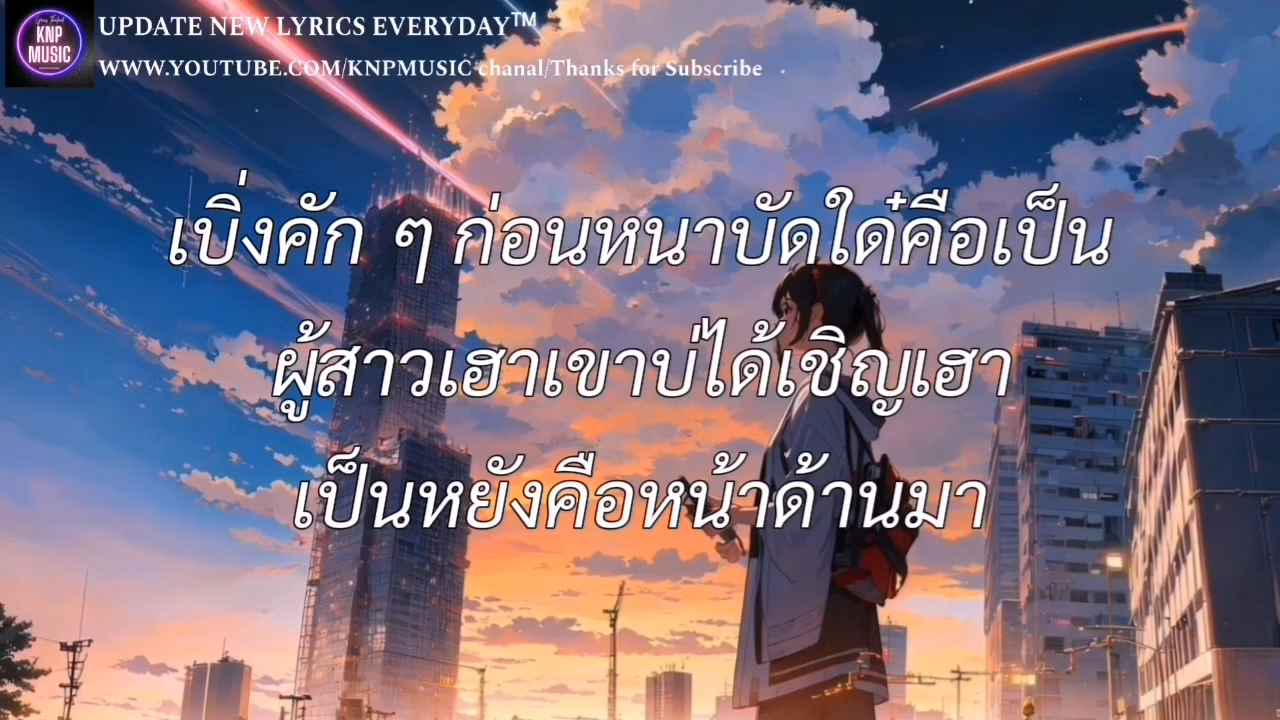 UPDATE NEW LYRICS EVERYDAY™
WWW.YOUTUBE.COM/KNPMUSIC chanal/Thanks for Subscribe
KNP
MUSIC
เบิ่งคัก ๆ ก่อนหนาบัดใด๋คือเป็น
ผู้สาวเฮาเขาบ่ได้เชิญเฮา
เป็นหยังคือหน้าด้านมา